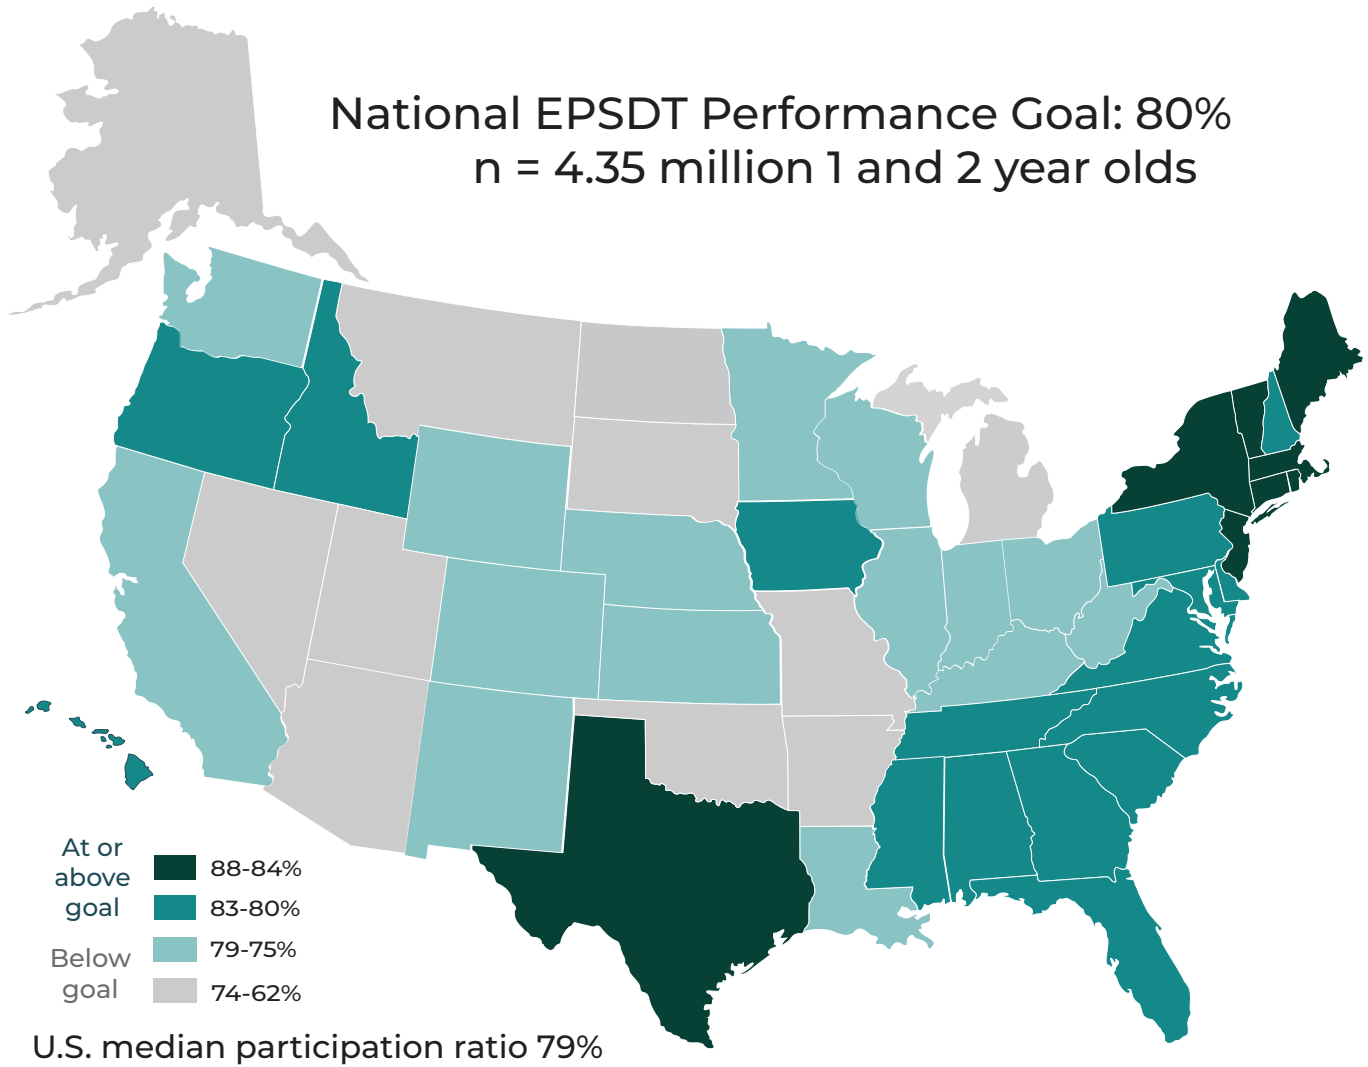 National EPSDT Performance Goal: 80%
n = 4.35 million 1 and 2 year olds
At or
above
goal
88-84%
83-80%
Below
goal
79-75%
74-62%
U.S. median participation ratio 79%